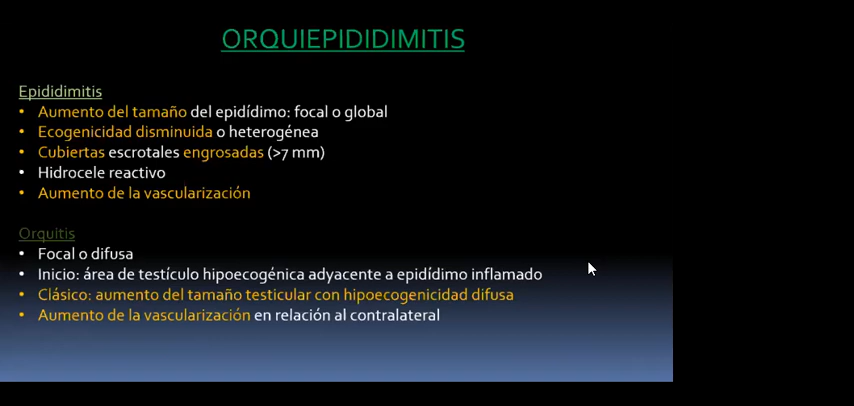 ORQUIEPIDIDIMITIS
Epididimitis
• Aumento del tamaño del epidídimo: focal o global
• Ecogenicidad disminuida o heterogénea
• Cubiertas escrotales engrosadas (>7 mm)
• Hidrocele reactivo
• Aumento de la vascularización
Orquitis
• Focal o difusa
• Inicio: área de testículo hipoecogénica adyacente a epidídimo inflamado
• Clásico: aumento del tamaño testicular con hipoecogenicidad difusa
• Aumento de la vascularización en relación al contralateral